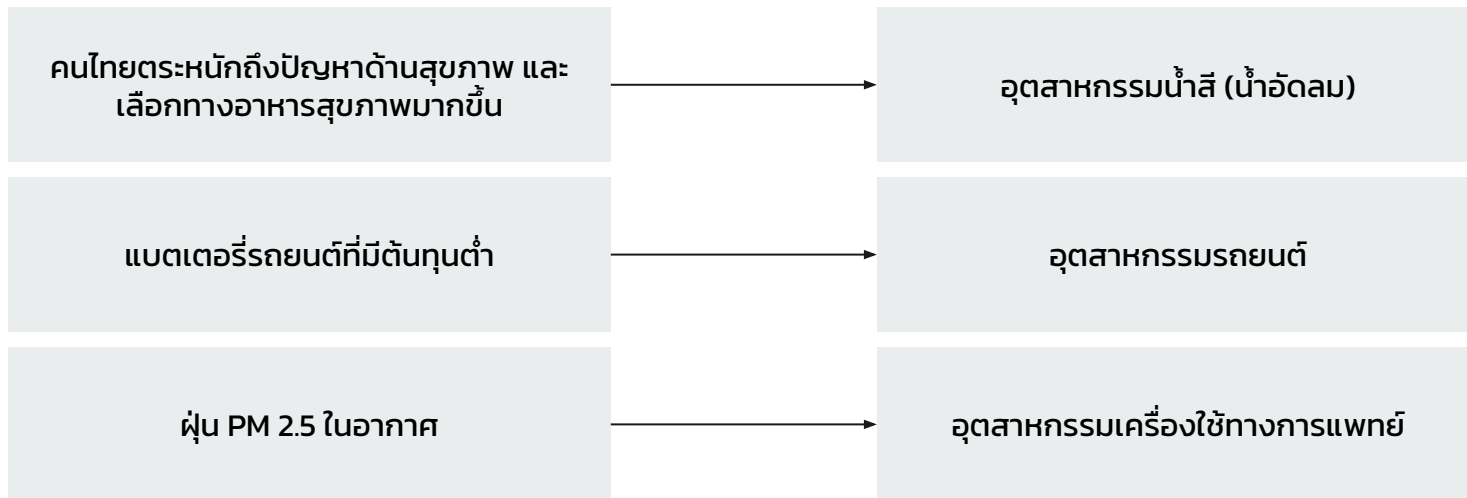 คนไทยตระหนักถึงปัญหาด้านสุขภาพ และ
เลือกทางอาหารสุขภาพมากขึ้น
อุตสาหกรรมน้ำสี (น้ำอัดลม)
แบตเตอรี่รถยนต์ที่มีต้นทุนต่ำ
อุตสาหกรรมรถยนต์
ฝุ่น PM 2.5 ในอากาศ
อุตสาหกรรมเครื่องใช้ทางการแพทย์